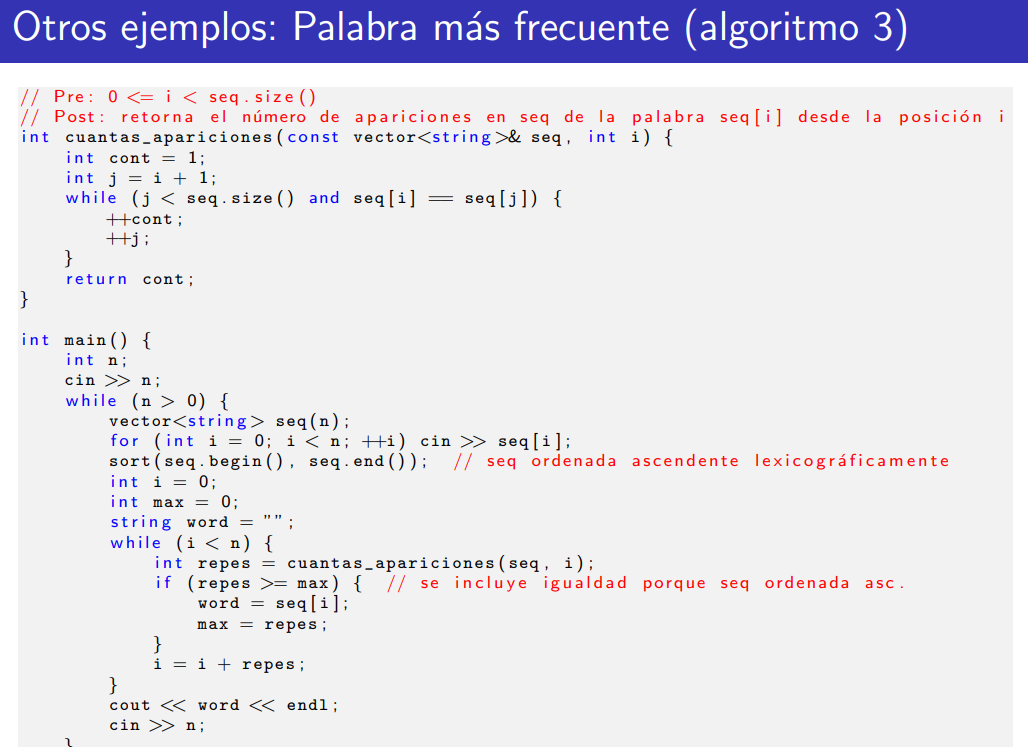 Otros ejemplos: Palabra más frecuente (algoritmo 3)
// Pre: 0 <= i < seq.size()
// Post: retorna el número de apariciones en seq de la palabra seq[i] desde la posición i
int cuantas_apariciones(const vector<string>& seq, int i) {
    int cont = 1;
    int j = i + 1;
    while (j < seq.size() and seq[i] == seq[j]) {
        ++cont;
        ++j;
    }
    return cont;
}

int main() {
    int n;
    cin >> n;
    while (n > 0) {
        vector<string> seq(n);
        for (int i = 0; i < n; ++i) cin >> seq[i];
        sort(seq.begin(), seq.end());  // seq ordenada ascendente lexicográficamente
        int i = 0;
        int max = 0;
        string word = "";
        while (i < n) {
            int repes = cuantas_apariciones(seq, i);
            if (repes >= max) {  // se incluye igualdad porque seq ordenada asc.
                word = seq[i];
                max = repes;
            }
            i = i + repes;
        }
        cout << word << endl;
        cin >> n;
    }